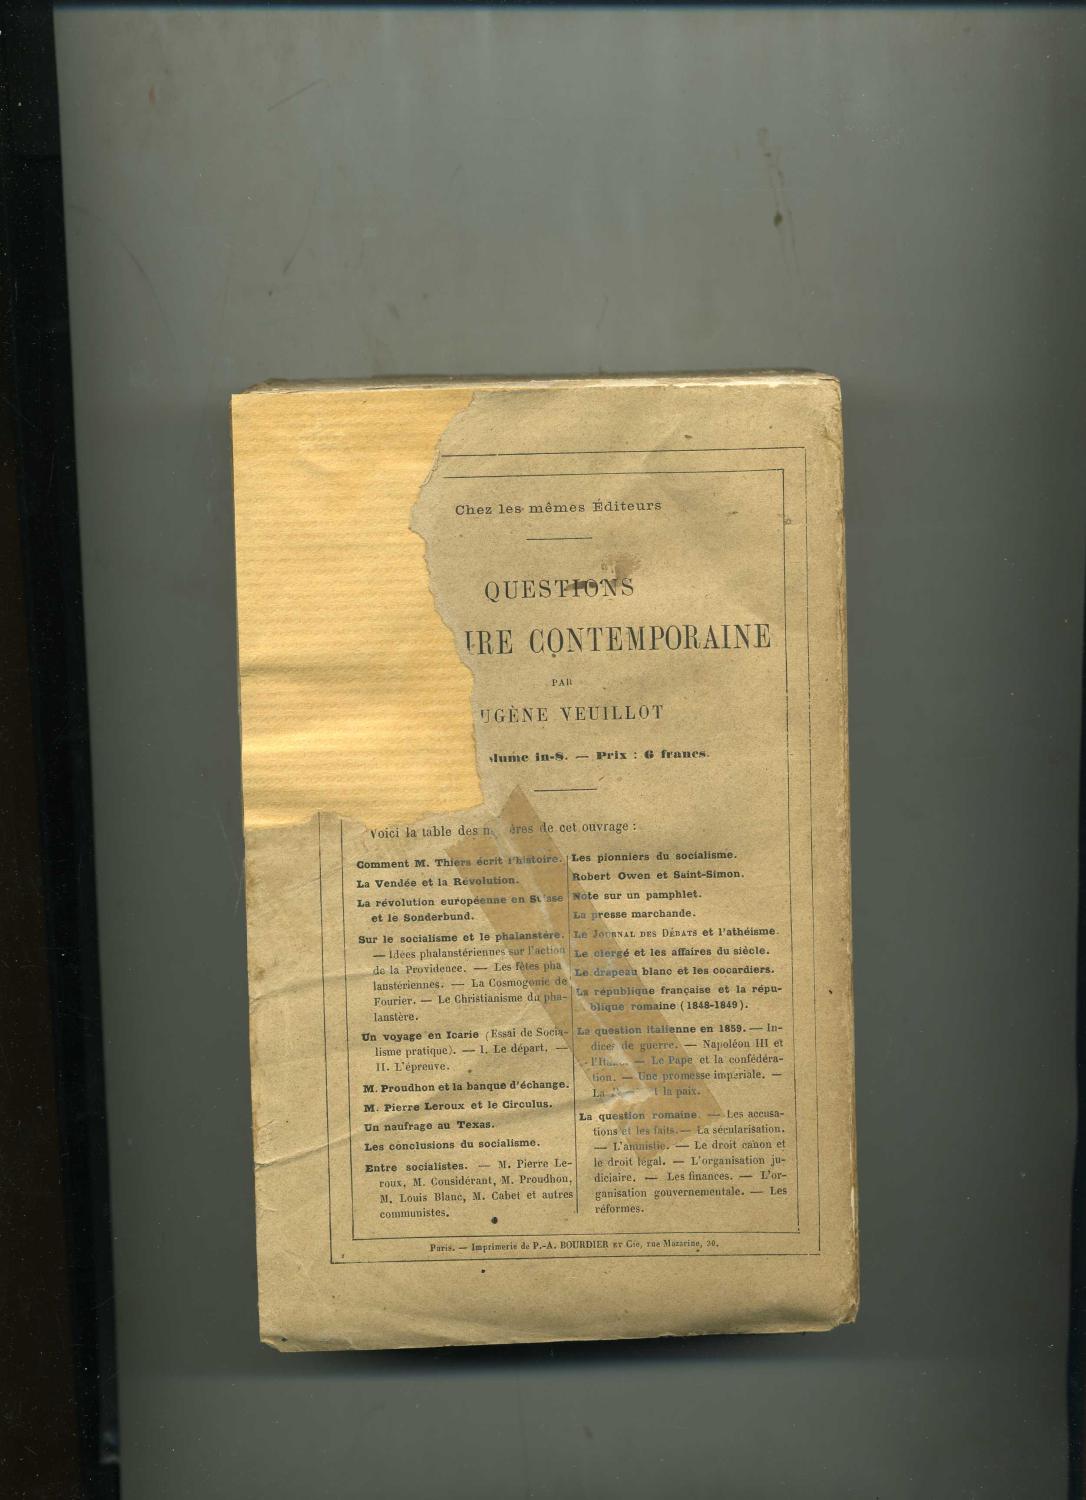 Chez les mêmes Éditeurs
QUESTIONS
IRE CONTEMPORAINE
PAR
UGÈNE VEUILLOT
lume in-8. — Prix : 6 francs.
Voici la table des m ères de cet ouvrage :
Comment M. Thiers écrit l'histoire.
La Vendée et la Révolution.
La révolution européenne en Suisse
et le Sonderbund.
Sur le socialisme et le phalanstère.
— Idées phalanstériennes sur l'action
de la Providence. — Les fêtes pha
lanstériennes. — La Cosmogonie de
Fourier. — Le Christianisme du pha-
lanstère.
Un voyage en Icarie (Essai de Socia-
lisme pratique). — I. Le départ. —
II. L'épreuve.
M. Proudhon et la banque d'échange.
M. Pierre Leroux et le Circulus.
Un naufrage au Texas.
Les conclusions du socialisme.
Entre socialistes. — M. Pierre Le-
roux, M. Considérant, M. Proudhon,
M. Louis Blanc, M. Cabet et autres
communistes.
Les pionniers du socialisme.
Robert Owen et Saint-Simon.
Note sur un pamphlet.
La presse marchande.
Le JOURNAL DES DÉBATS et l'athéisme.
Le clergé et les affaires du siècle.
Le drapeau blanc et les cocardiers.
La république française et la répu-
blique romaine (1848-1849).
La question italienne en 1859. — In-
dices de guerre. — Napoléon III et
l'Ita — Le Pape et la confédéra-
tion. — Une promesse impériale. —
La t la paix.
La question romaine. — Les accusa-
tions et les faits. — La sécularisation.
— L'amnistie. — Le droit canon et
le droit légal. — L'organisation ju-
diciaire. — Les finances. — L'or-
ganisation gouvernementale. — Les
réformes.
Paris. — Imprimerie de P.-A. BOURDIER ET Cie, rue Mazarine, 30.